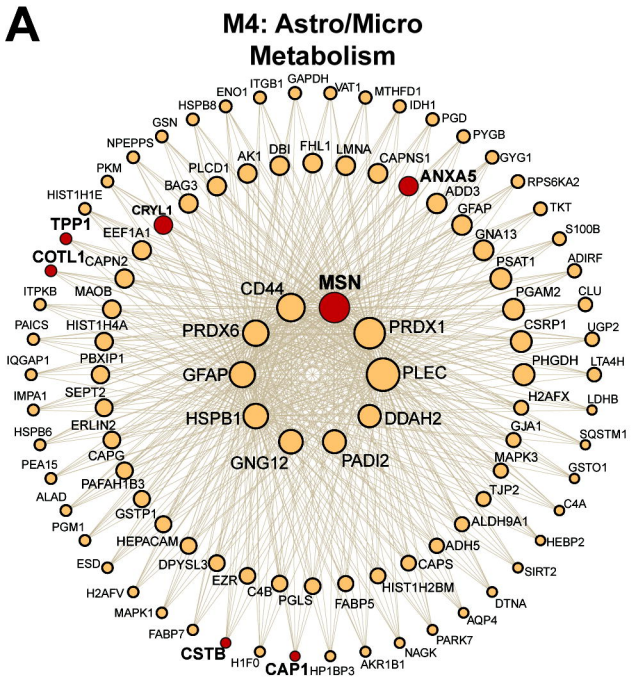 A
M4: Astro/Micro
Metabolism
ITGB1
GAPDH
VAT1
MTHFD1
IDH1
PGD
PYGB
GYG1
RPS6KA2
TKT
S100B
ADIRF
CLU
UGP2
LTA4H
LDHB
SQSTM1
GSTO1
C4A
HEBP2
SIRT2
DTNA
AQP4
PARK7
NAGK
AKR1B1
HP1BP3
CAP1
H1F0
CSTB
FABP7
MAPK1
H2AFV
ESD
PGM1
ALAD
PEA15
HSPB6
IMPA1
IQGAP1
PAICS
ITPKB
COTL1
TPP1
HIST1H1E
PKM
NPEPPS
GSN
HSPB8
ENO1
FHL1
LMNA
CAPNS1
ANXA5
ADD3
GFAP
GNA13
PSAT1
PGAM2
CSRP1
PHGDH
H2AFX
GJA1
MAPK3
TJP2
ALDH9A1
ADH5
CAPS
HIST1H2BM
FABP5
PGLS
C4B
EZR
DPYSL3
HEPACAM
GSTP1
PAFAH1B3
CAPG
ERLIN2
SEPT2
PBXIP1
HIST1H4A
MAOB
CAPN2
EEF1A1
CRYL1
BAG3
PLCD1
AK1
DBI
MSN
PRDX1
PLEC
DDAH2
PADI2
GNG12
HSPB1
GFAP
PRDX6
CD44